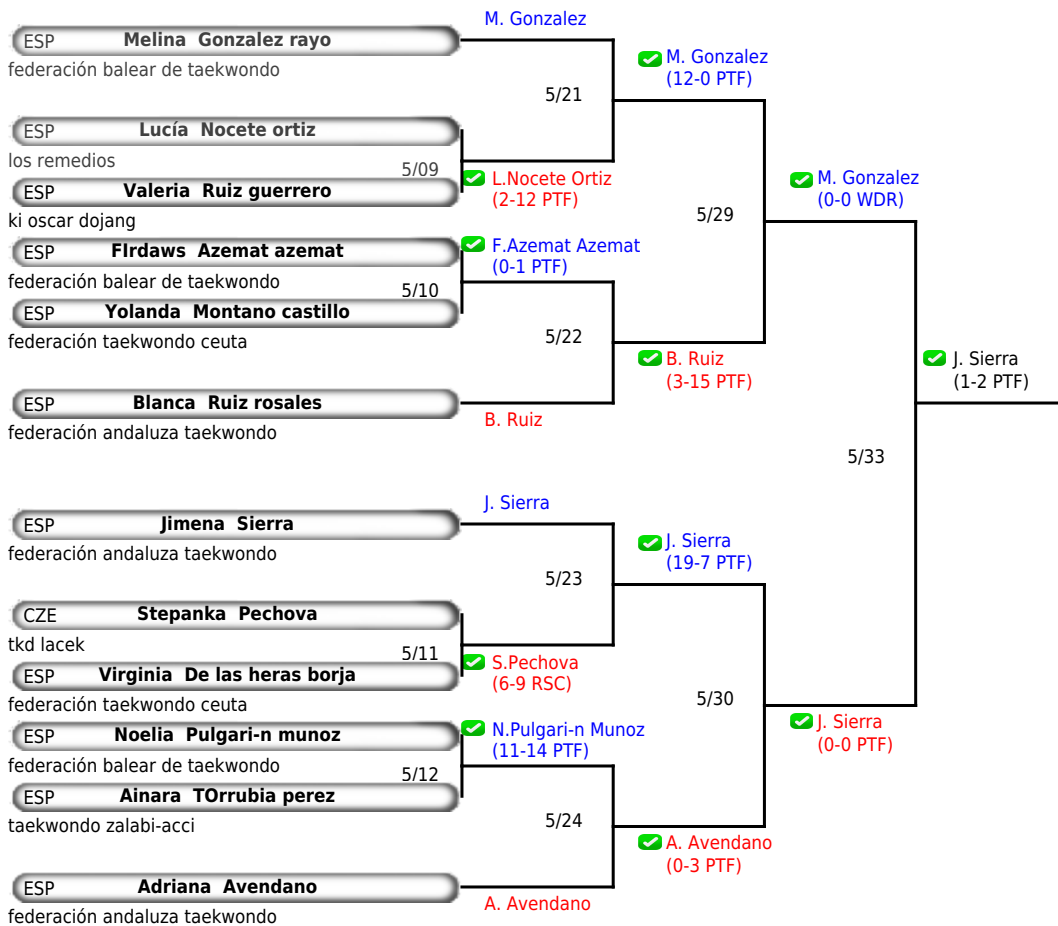 M. Gonzalez
ESP Melina Gonzalez rayo
federación balear de taekwondo
M. Gonzalez
(12-0 PTF)
5/21
ESP Lucía Nocete ortiz
los remedios
5/09
L.Nocete Ortiz
(2-12 PTF)
ESP Valeria Ruiz guerrero
ki oscar dojang
M. Gonzalez
(0-0 WDR)
5/29
ESP FIrdaws Azemat azemat
F.Azemat Azemat
(0-1 PTF)
federación balear de taekwondo
5/10
ESP Yolanda Montano castillo
federación taekwondo ceuta
5/22
B. Ruiz
(3-15 PTF)
J. Sierra
(1-2 PTF)
ESP Blanca Ruiz rosales
B. Ruiz
federación andaluza taekwondo
5/33
J. Sierra
ESP Jimena Sierra
federación andaluza taekwondo
J. Sierra
(19-7 PTF)
5/23
CZE Stepanka Pechova
tkd lacek
5/11
S.Pechova
(6-9 RSC)
ESP Virginia De las heras borja
federación taekwondo ceuta
5/30
J. Sierra
(0-0 PTF)
ESP Noelia Pulgari-n munoz
N.Pulgari-n Munoz
(11-14 PTF)
federación balear de taekwondo
5/12
ESP Ainara TOrrubia perez
taekwondo zalabi-acci
5/24
A. Avendano
(0-3 PTF)
ESP Adriana Avendano
A. Avendano
federación andaluza taekwondo